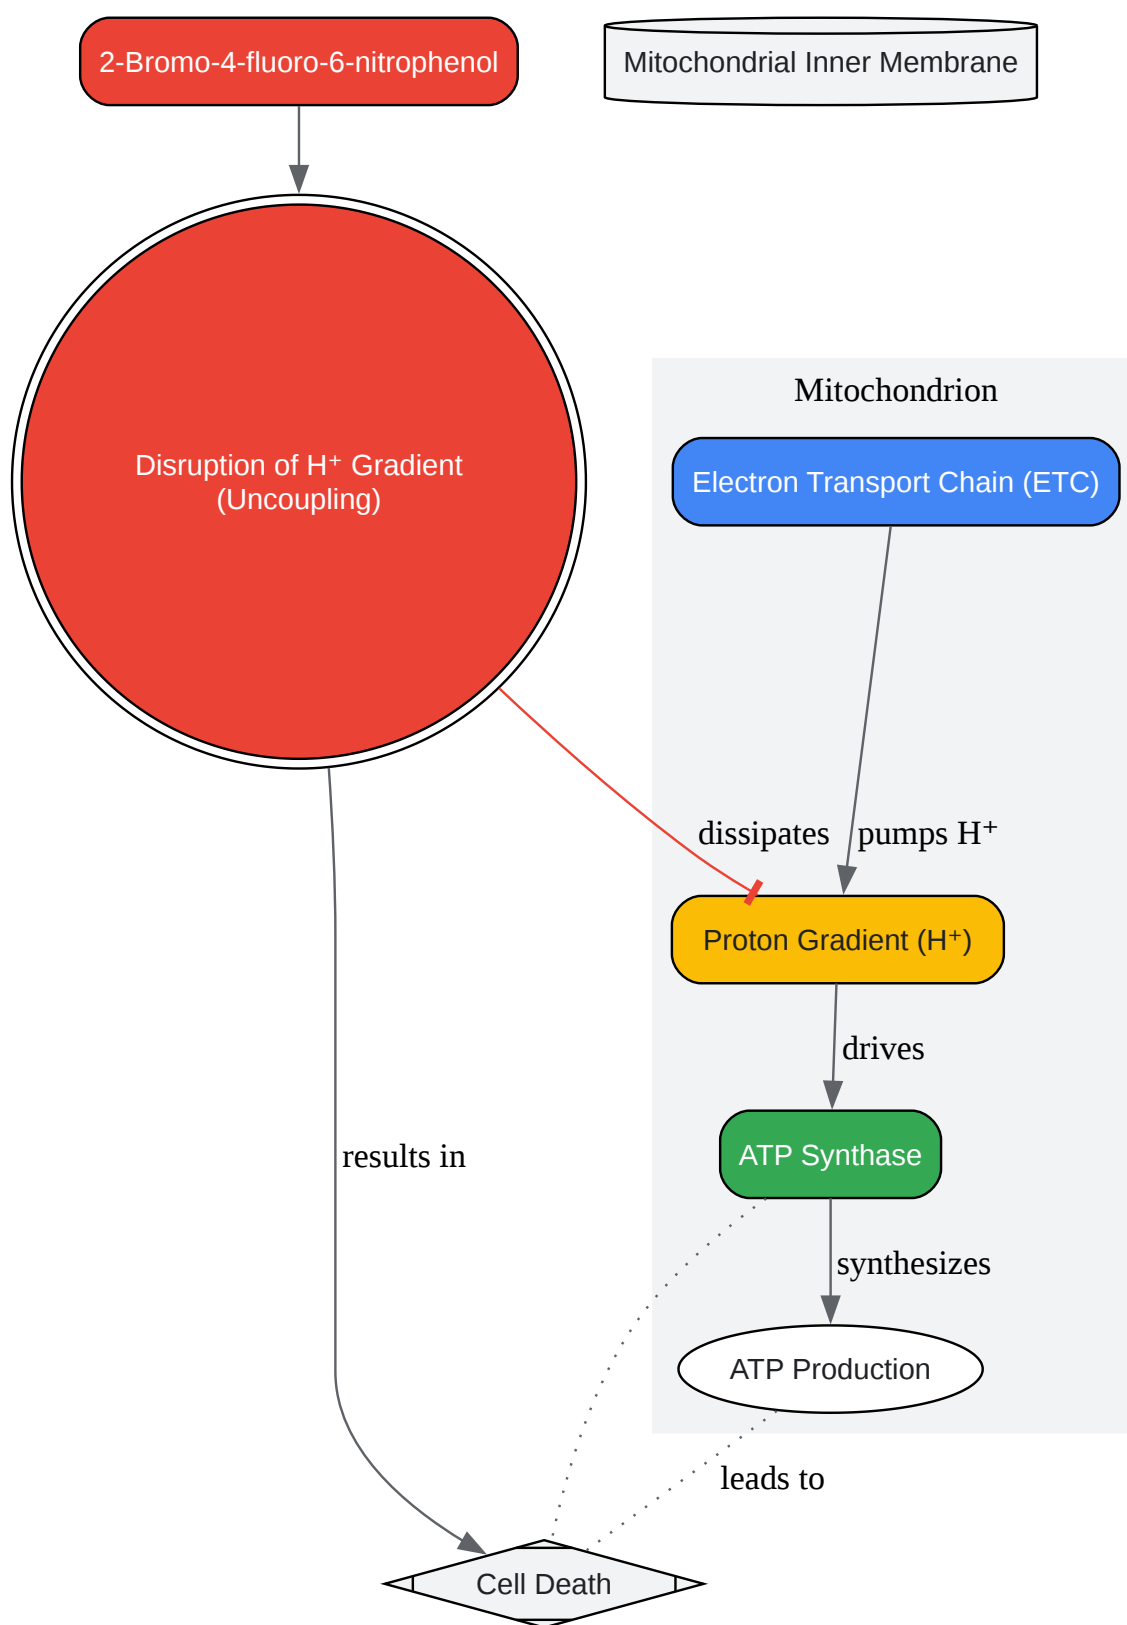 2-Bromo-4-fluoro-6-nitrophenol
Mitochondrial Inner Membrane
Disruption of H⁺ Gradient
(Uncoupling)
Mitochondrion
Electron Transport Chain (ETC)
dissipates
pumps H⁺
Proton Gradient (H⁺)
drives
results in
ATP Synthase
synthesizes
ATP Production
leads to
Cell Death